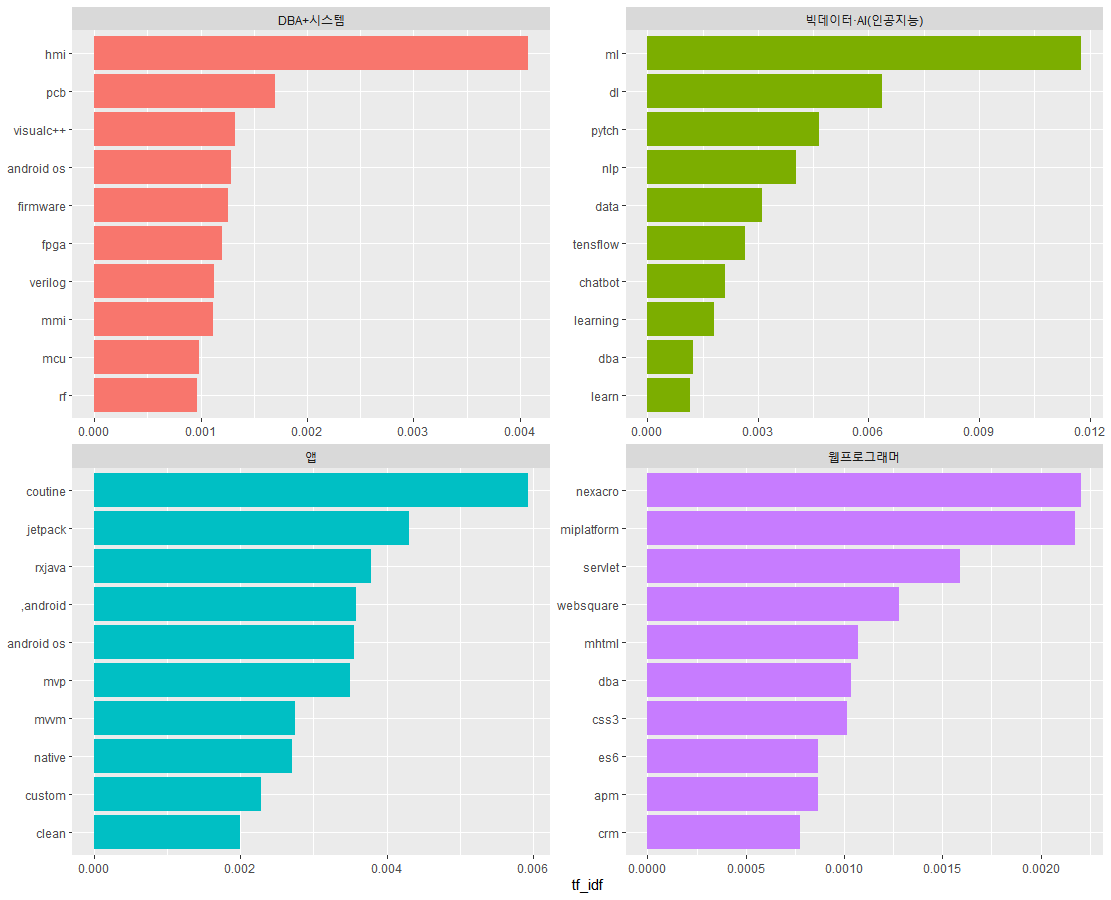 DBA+시스템
hmi
pcb
visualc++
android os
firmware
fpga
verilog
mmi
mcu
rf
0.000 0.001 0.002 0.003 0.004
빅데이터·AI(인공지능)
ml
dl
pytch
nlp
data
tensflow
chatbot
learning
dba
learn
0.000 0.003 0.006 0.009 0.012
앱
coutine
jetpack
rxjava
,android
android os
mvp
mvvm
native
custom
clean
0.000 0.002 0.004 0.006
웹프로그래머
nexacro
miplatform
servlet
websquare
mhtml
dba
css3
es6
apm
crm
0.0000 0.0005 0.0010 0.0015 0.0020
tf_idf